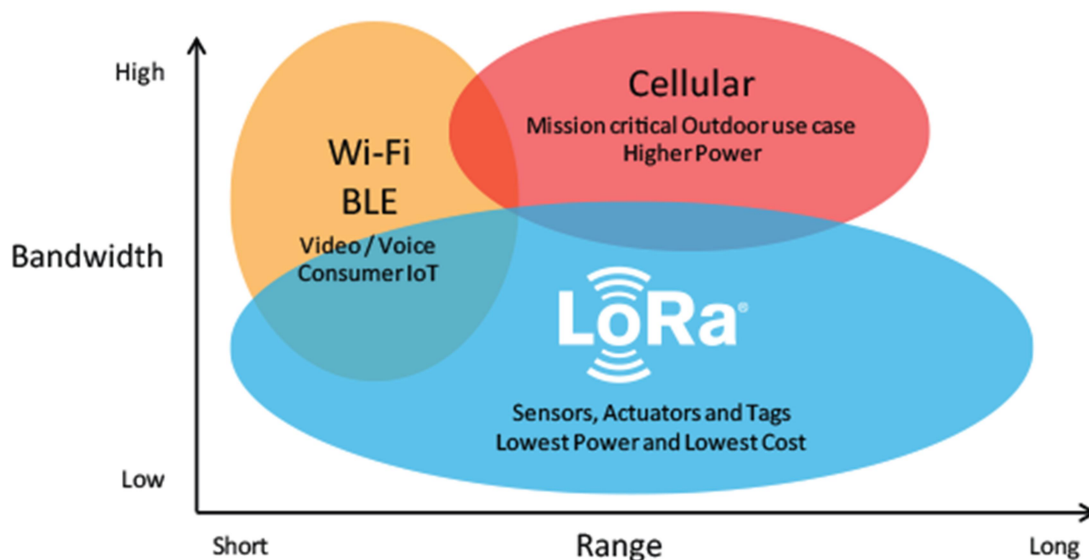 High
Bandwidth
Low
Wi-Fi
BLE
Video / Voice
Consumer IoT
Cellular
Mission critical Outdoor use case
Higher Power
LoRa®
Sensors, Actuators and Tags
Lowest Power and Lowest Cost
Short
Range
Long